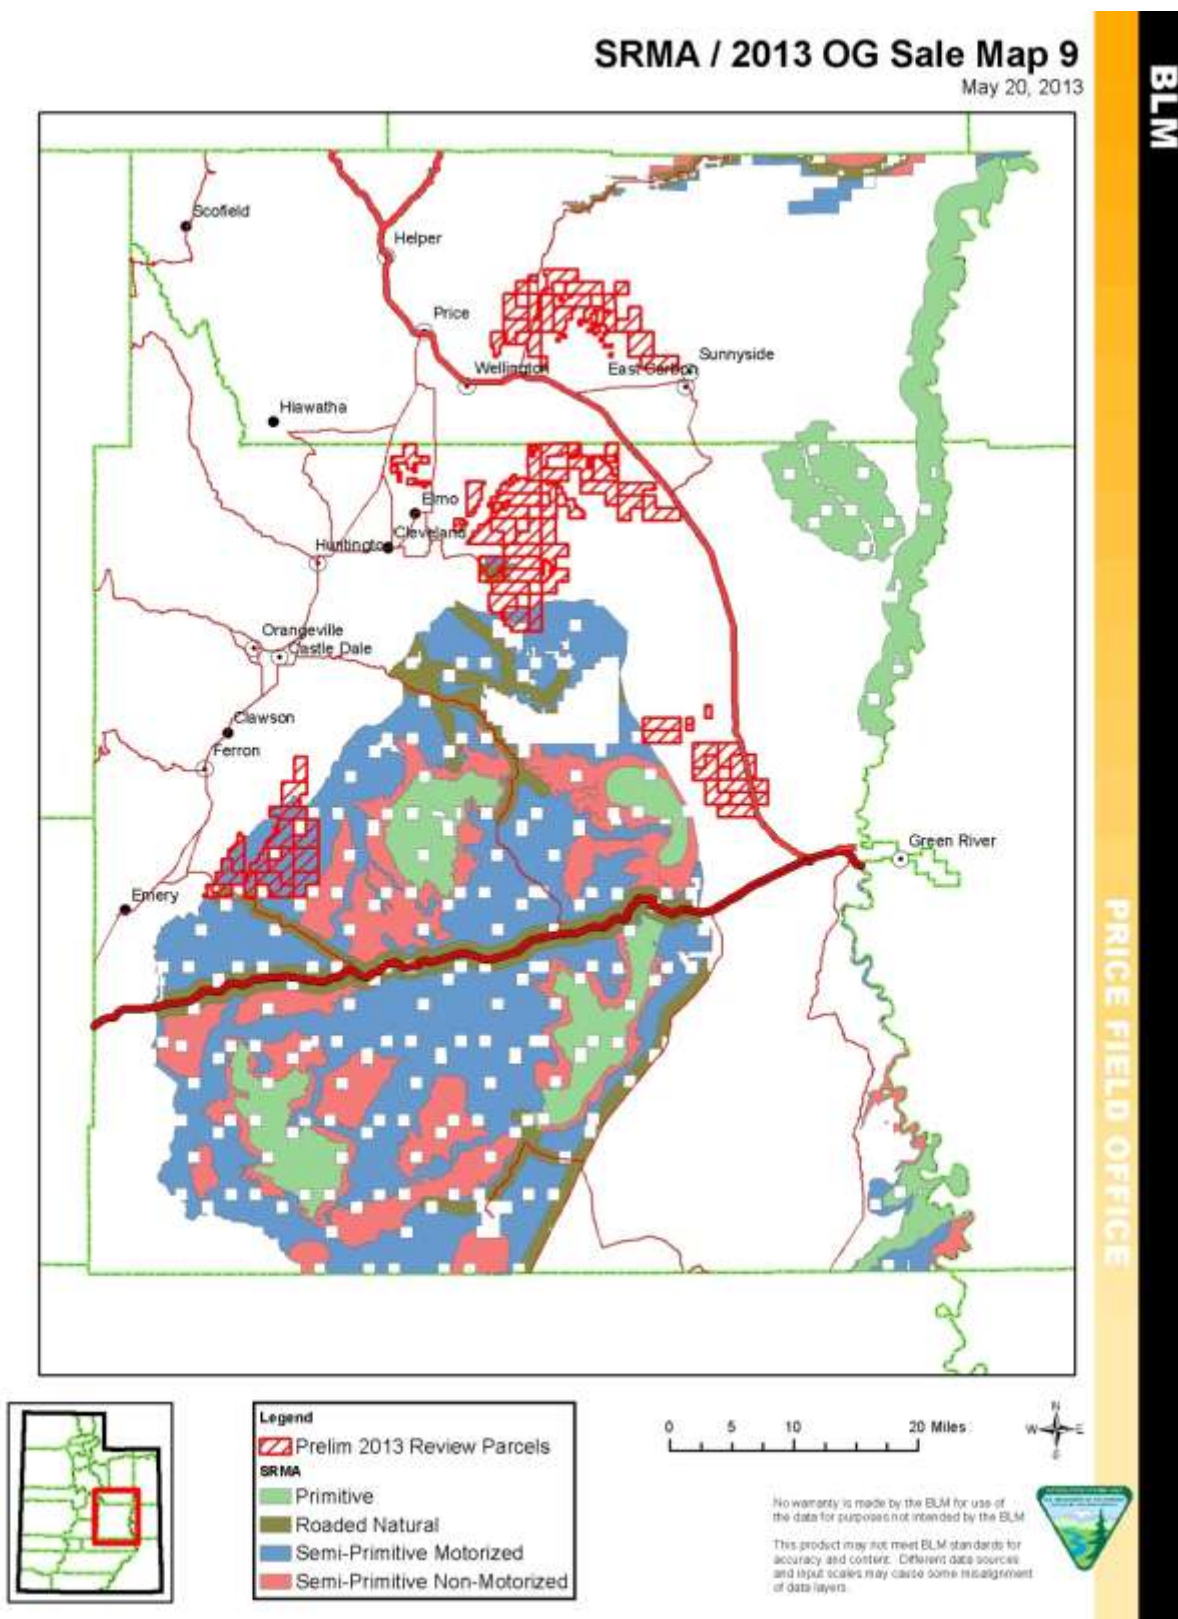 SRMA / 2013 OG Sale Map 9
May 20, 2013
BLM
Scofield
Helper
Price
Wellington
East Carbon
Sunnyside
Hiawatha
Elmo
Cleveland
Huntington
Orangeville
Castle Dale
Clawson
Ferron
Green River
Emery
PRICE FIELD OFFICE
Legend
Prelim 2013 Review Parcels
SRMA
Primitive
Roaded Natural
Semi-Primitive Motorized
Semi-Primitive Non-Motorized
0 5 10 20 Miles
N
W E
S
No warranty is made by the BLM for use of
the data for purposes not intended by the BLM
This product may not meet BLM standards for
accuracy and content. Different data sources
and input scales may cause some misalignment
of data layers.